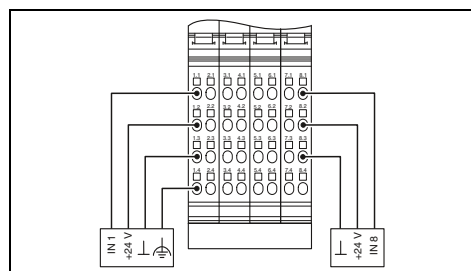 1.1 2.1 3.1 4.1 5.1 6.1 7.1 8.1
1.2 2.2 3.2 4.2 5.2 6.2 7.2 8.2
1.3 2.3 3.3 4.3 5.3 6.3 7.3 8.3
1.4 2.4 3.4 4.4 5.4 6.4 7.4 8.4
IN 1
+24 V
+24 V
IN 8